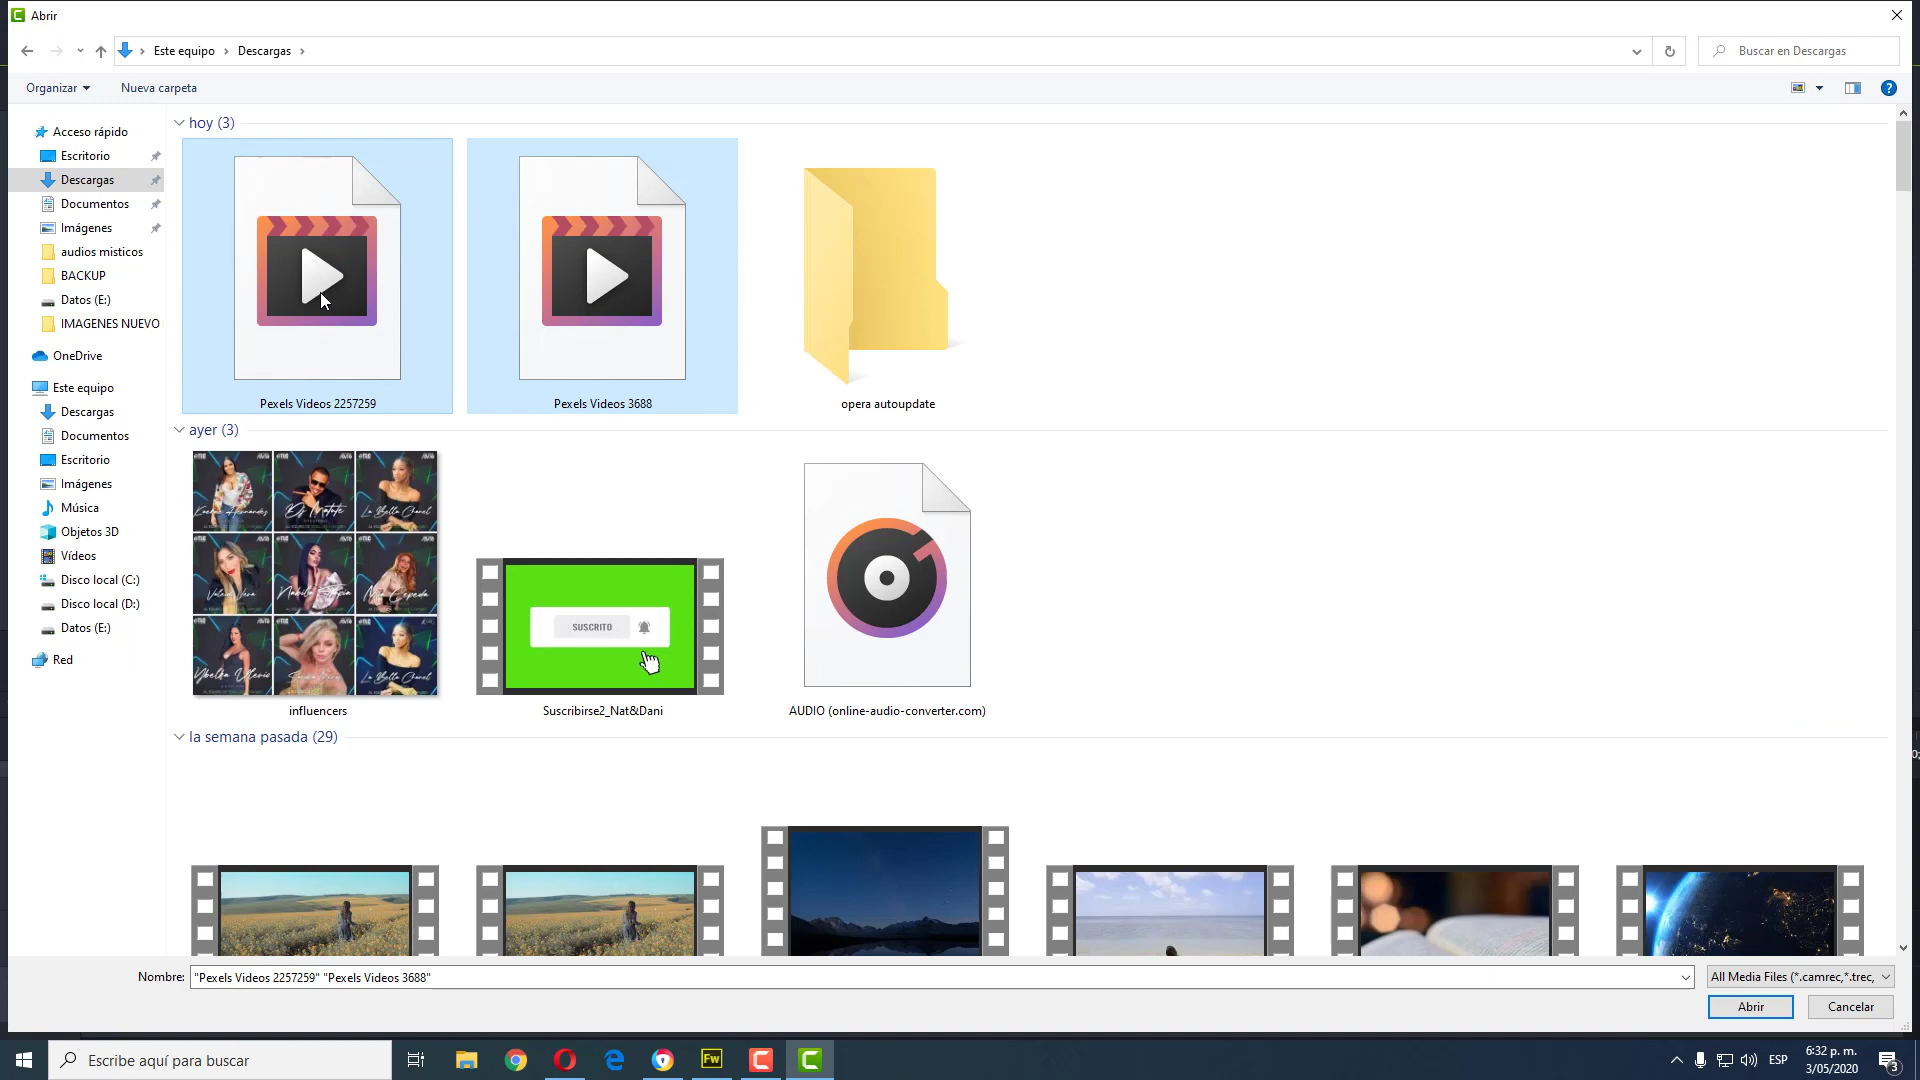 Abrir
Este equipo
Descargas
Buscar en Descargas
Organizar
Nueva carpeta
Acceso rápido
Escritorio
Descargas
Documentos
Imágenes
audios misticos
BACKUP
Datos (E:)
IMAGENES NUEVO
OneDrive
Este equipo
Descargas
Documentos
Escritorio
Imágenes
Música
Objetos 3D
Vídeos
Disco local (C:)
Disco local (D:)
Datos (E:)
Red
hoy (3)
Pexels Videos 2257259
Pexels Videos 3688
opera autoupdate
ayer (3)
SUSCRITO
influencers
Suscribirse2_Nat&Dani
AUDIO (online-audio-converter.com)
la semana pasada (29)
Nombre:
"Pexels Videos 2257259" "Pexels Videos 3688"
All Media Files (*.camrec,*.trec,
Abrir
Cancelar
Escribe aquí para buscar
Fw
ESP
6:32 p. m.
3/05/2020
3